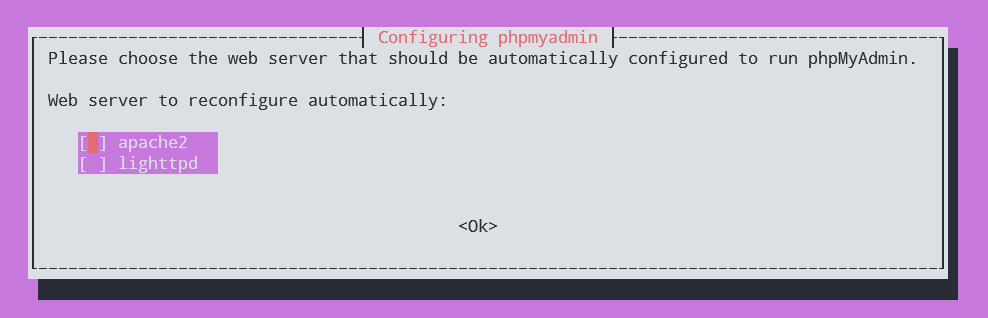 Configuring phpmyadmin
Please choose the web server that should be automatically configured to run phpMyAdmin.
Web server to reconfigure automatically:
[ ] apache2
[ ] lighttpd
<Ok>